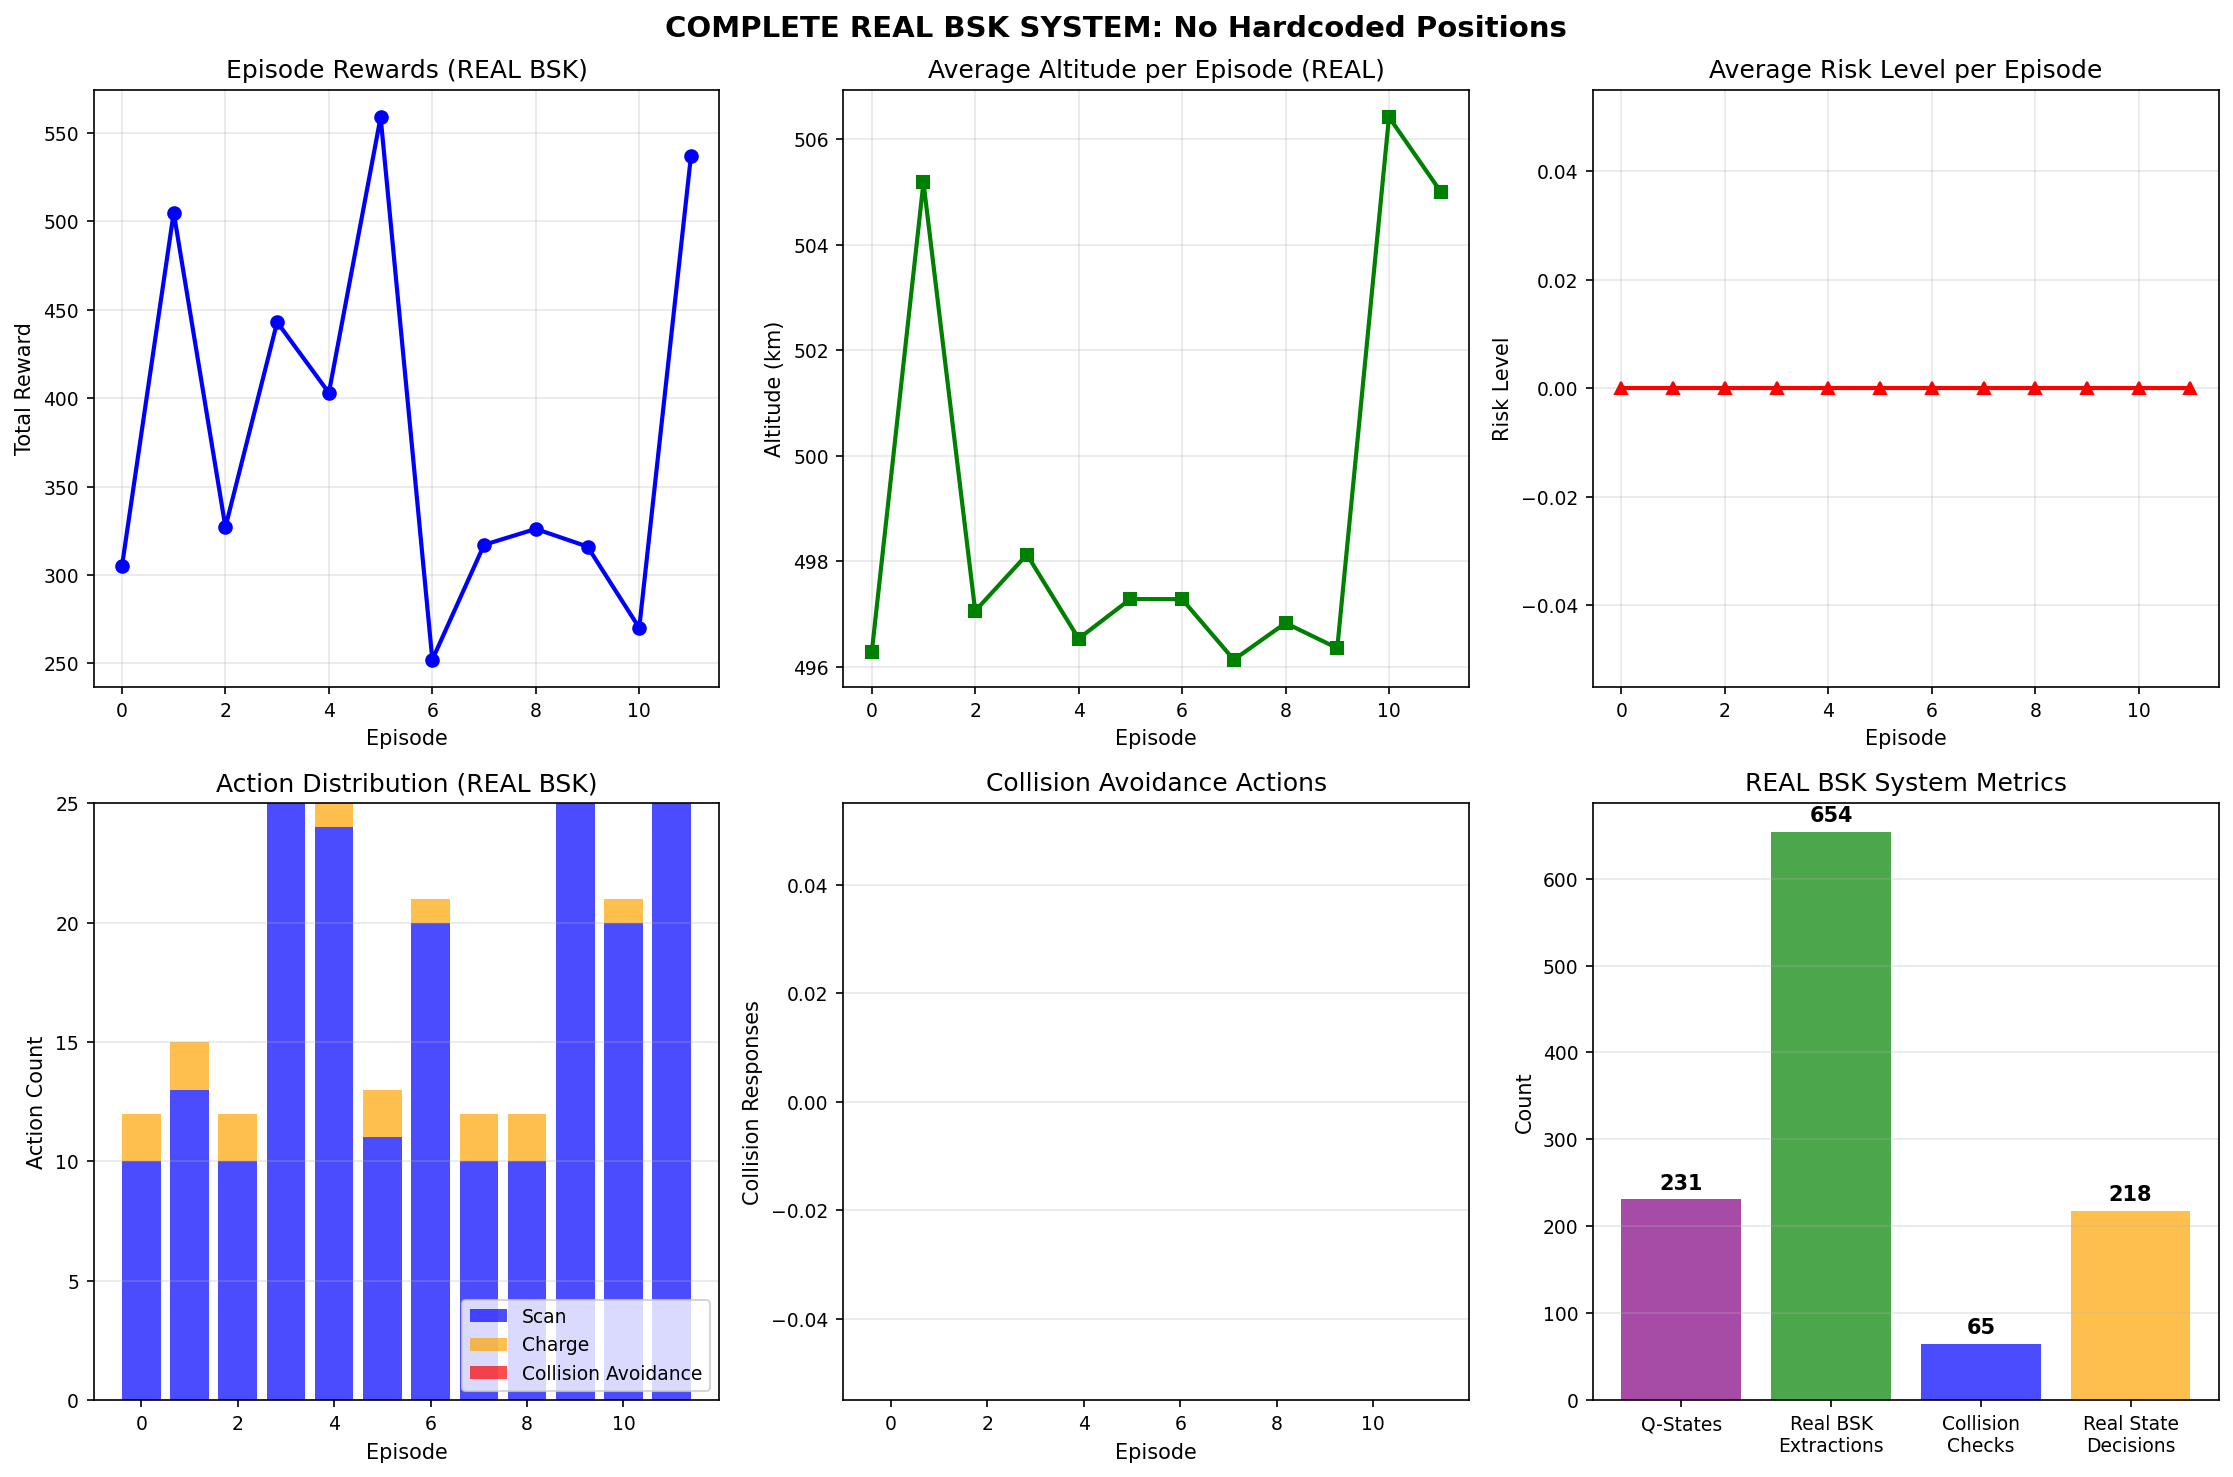 COMPLETE REAL BSK SYSTEM: No Hardcoded Positions
Episode Rewards (REAL BSK)
Total Reward
550
500
450
400
350
300
250
0 2 4 6 8 10
Episode
Average Altitude per Episode (REAL)
Altitude (km)
506
504
502
500
498
496
0 2 4 6 8 10
Episode
Average Risk Level per Episode
Risk Level
0.04
0.02
0.00
−0.02
−0.04
0 2 4 6 8 10
Episode
Action Distribution (REAL BSK)
Action Count
25
20
15
10
5
0
Scan
Charge
Collision Avoidance
0 2 4 6 8 10
Episode
Collision Avoidance Actions
Collision Responses
0.04
0.02
0.00
−0.02
−0.04
0 2 4 6 8 10
Episode
REAL BSK System Metrics
Count
600
500
400
300
200
100
0
231
654
65
218
Q-States
Real BSK
Extractions
Collision
Checks
Real State
Decisions